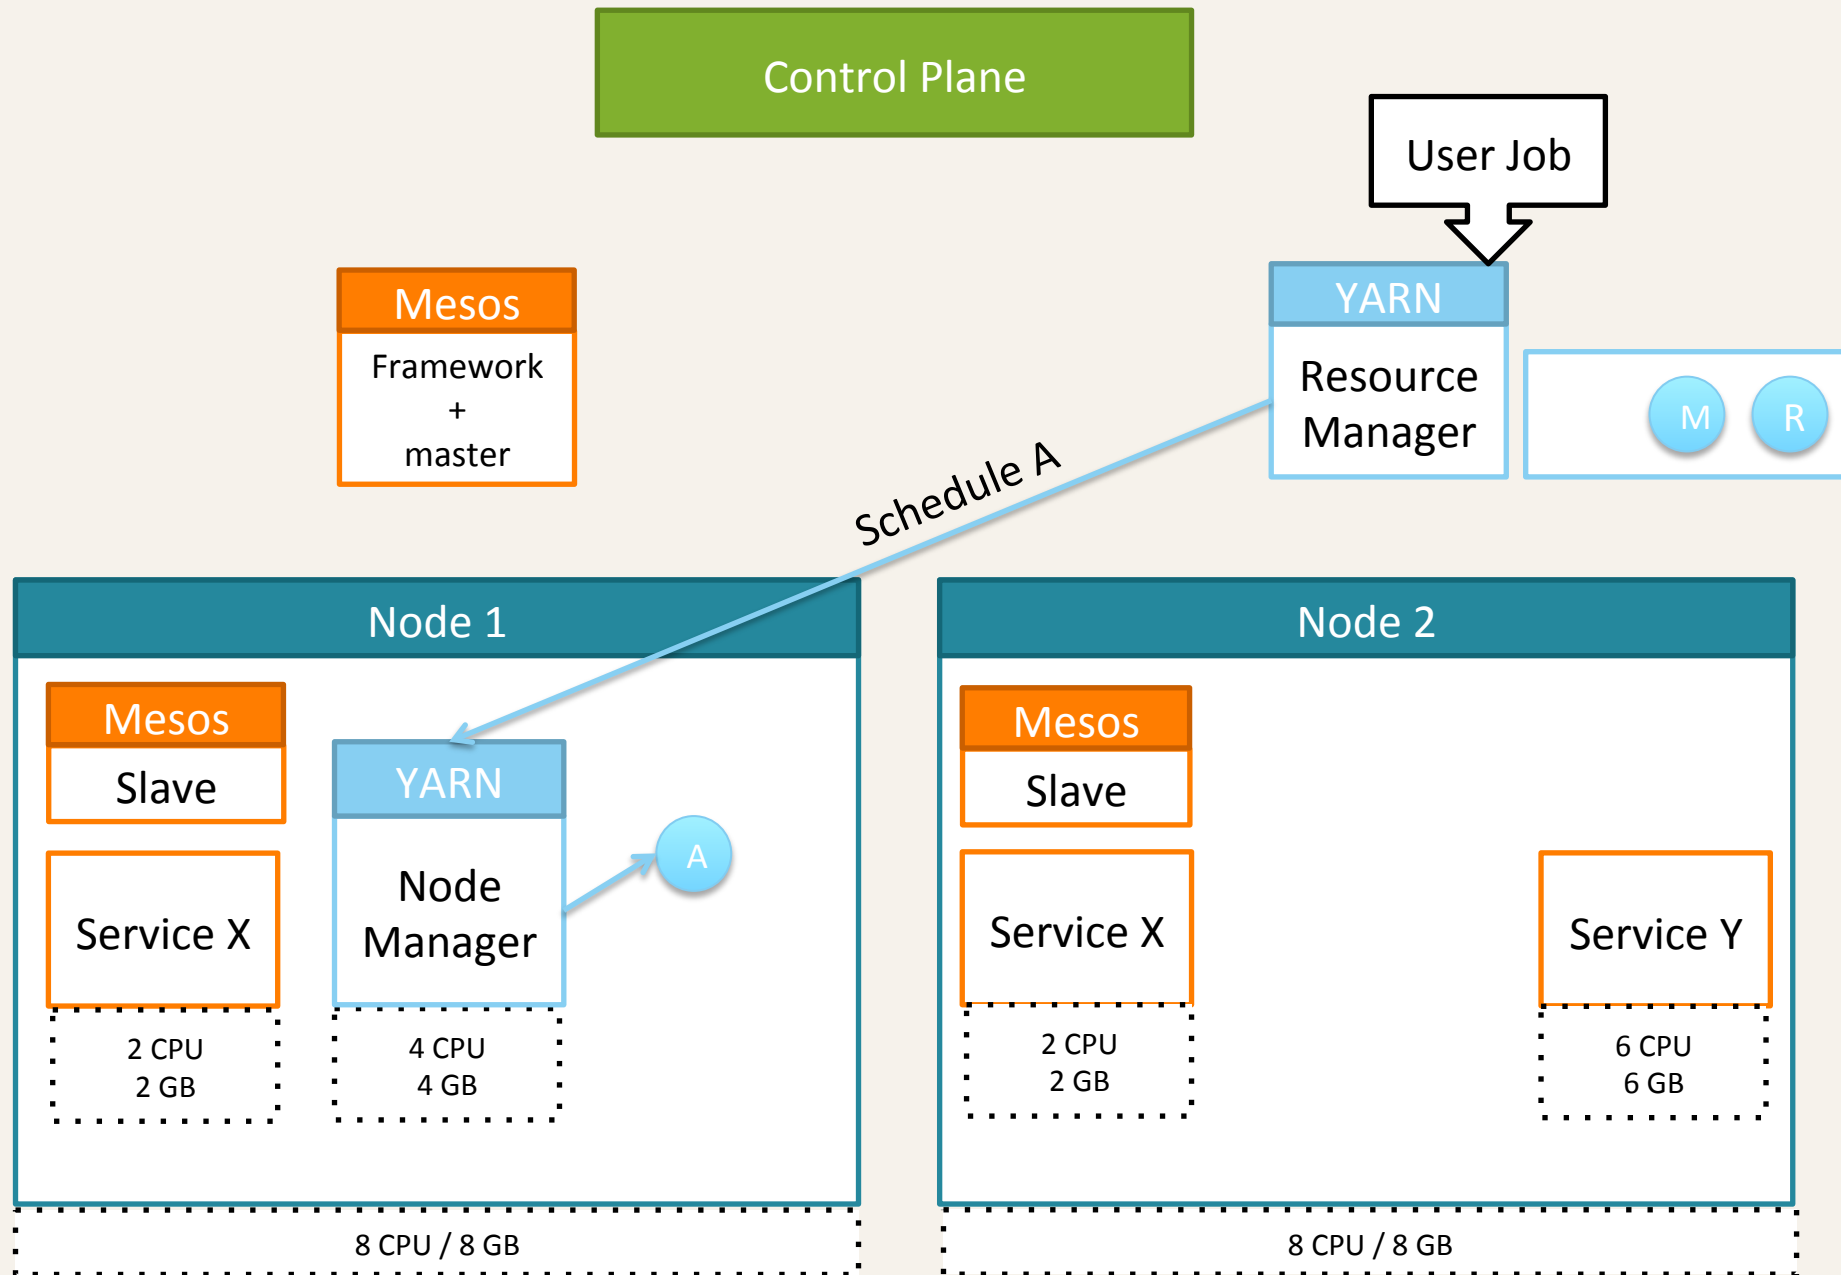 Control Plane
User Job
Mesos
Framework
+
master
YARN
Resource
Manager
M
R
Schedule A
Node 1
Mesos
Slave
Service X
2 CPU
2 GB
YARN
Node
Manager
4 CPU
4 GB
A
8 CPU / 8 GB
Node 2
Mesos
Slave
Service X
2 CPU
2 GB
Service Y
6 CPU
6 GB
8 CPU / 8 GB